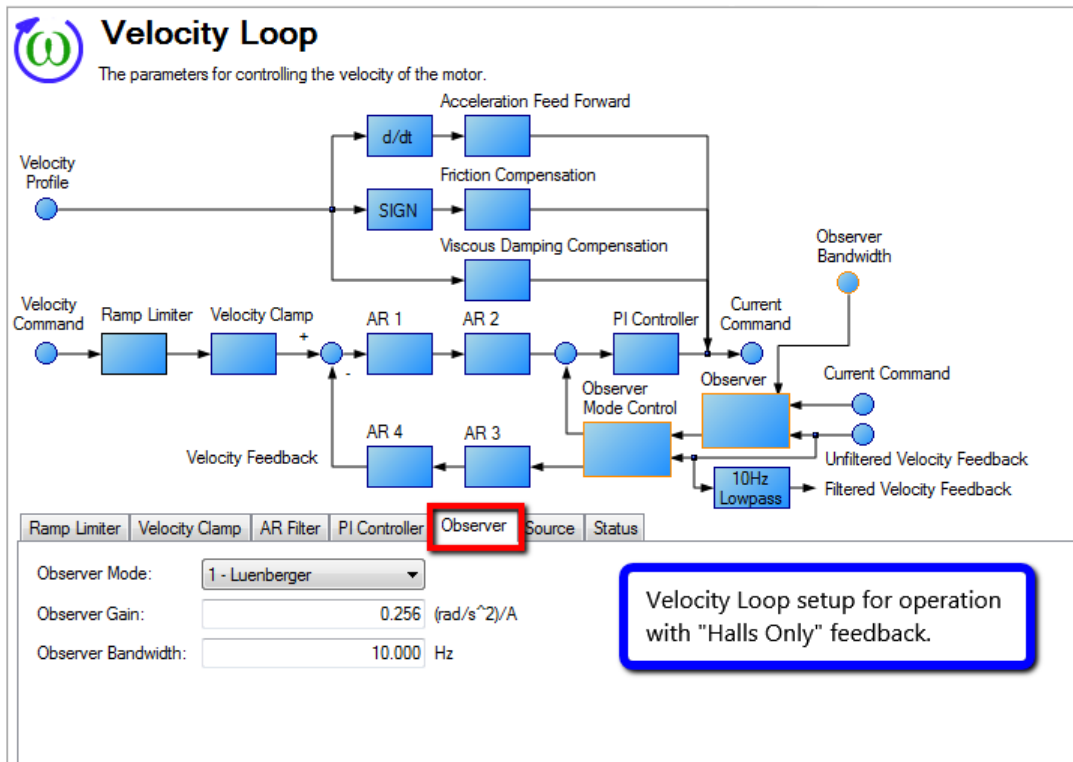 ω
Velocity Loop
The parameters for controlling the velocity of the motor.
Acceleration Feed Forward
d/dt
Velocity
Profile
Friction Compensation
SIGN
Viscous Damping Compensation
Observer
Bandwidth
Velocity
Command
Ramp Limiter
Velocity Clamp
+
-
AR 1
AR 2
PI Controller
Current
Command
Observer
Mode Control
Observer
Current Command
AR 4
AR 3
Velocity Feedback
Unfiltered Velocity Feedback
10Hz
Lowpass
Filtered Velocity Feedback
Ramp Limiter
Velocity Clamp
AR Filter
PI Controller
Observer
Source
Status
Observer Mode:
1 - Luenberger
Observer Gain:
0.256
(rad/s^2)/A
Observer Bandwidth:
10.000
Hz
Velocity Loop setup for operation
with "Halls Only" feedback.